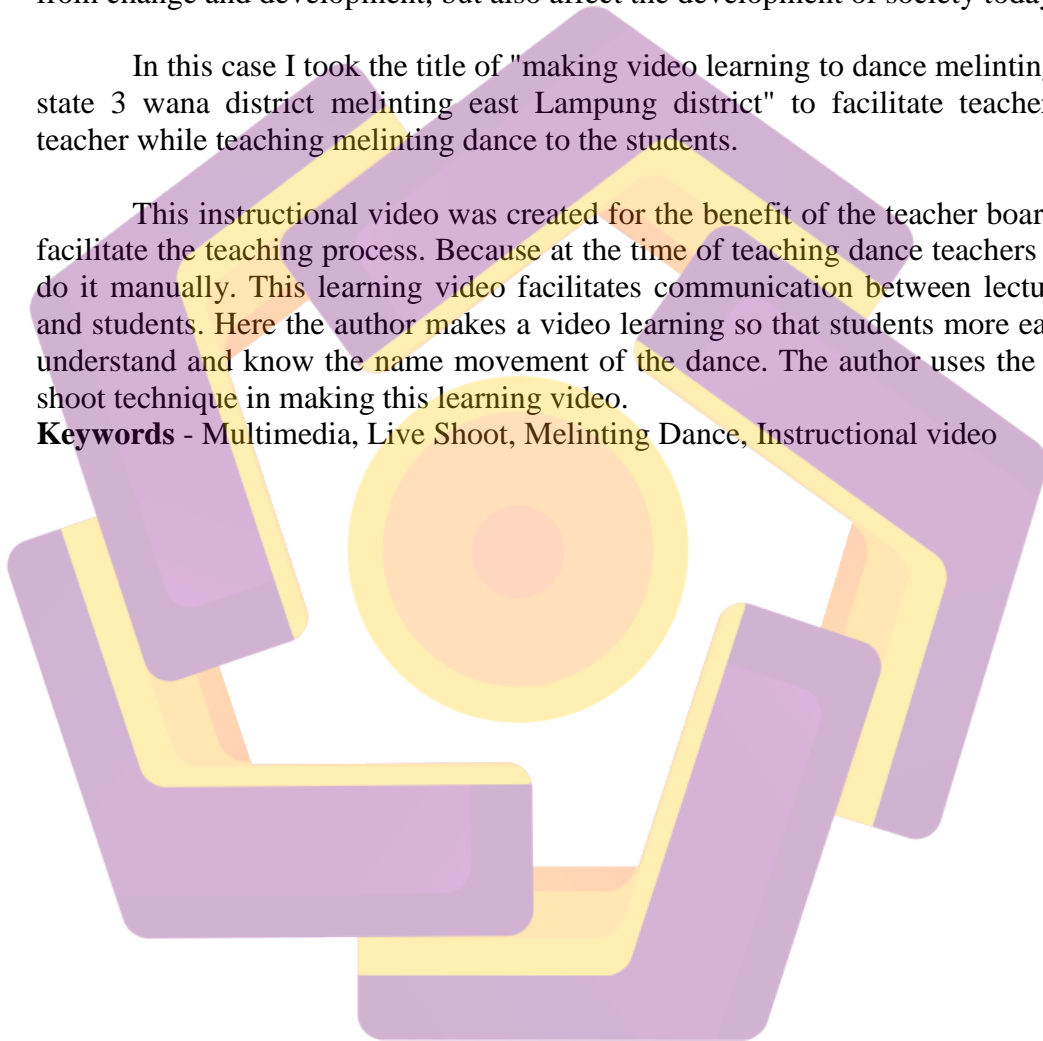 from change and development, but also affect the development of society today
In this case I took the title of "making video learning to dance melinting
state 3 wana district melinting east Lampung district" to facilitate teacher
teacher while teaching melinting dance to the students.
This instructional video was created for the benefit of the teacher board
facilitate the teaching process. Because at the time of teaching dance teachers
do it manually. This learning video facilitates communication between
and students. Here the author makes a video learning so that students more
understand and know the name movement of the dance. The author uses the
shoot technique in making this learning video.
Keywords - Multimedia, Live Shoot, Melinting Dance, Instructional video